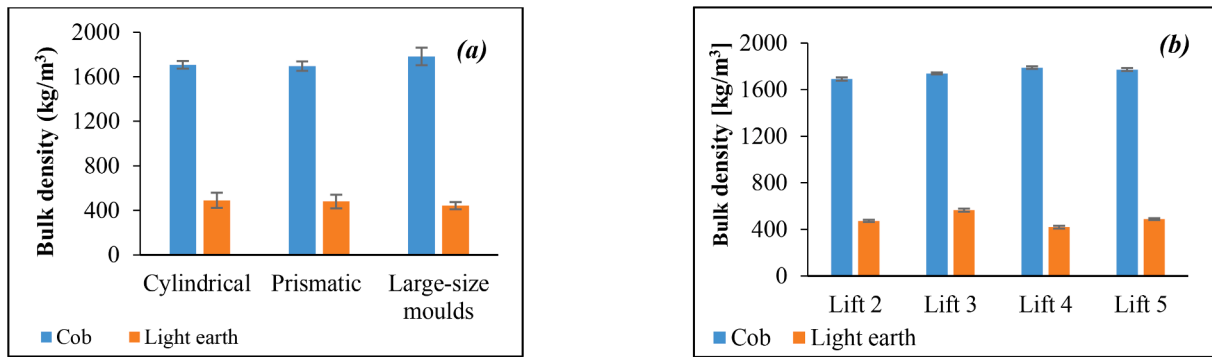 (a)
Bulk density (kg/m³)
2000
1600
1200
800
400
0
Cylindrical Prismatic Large-size moulds
Cob Light earth
(b)
Bulk density [kg/m³]
2000
1600
1200
800
400
0
Lift 2 Lift 3 Lift 4 Lift 5
Cob Light earth